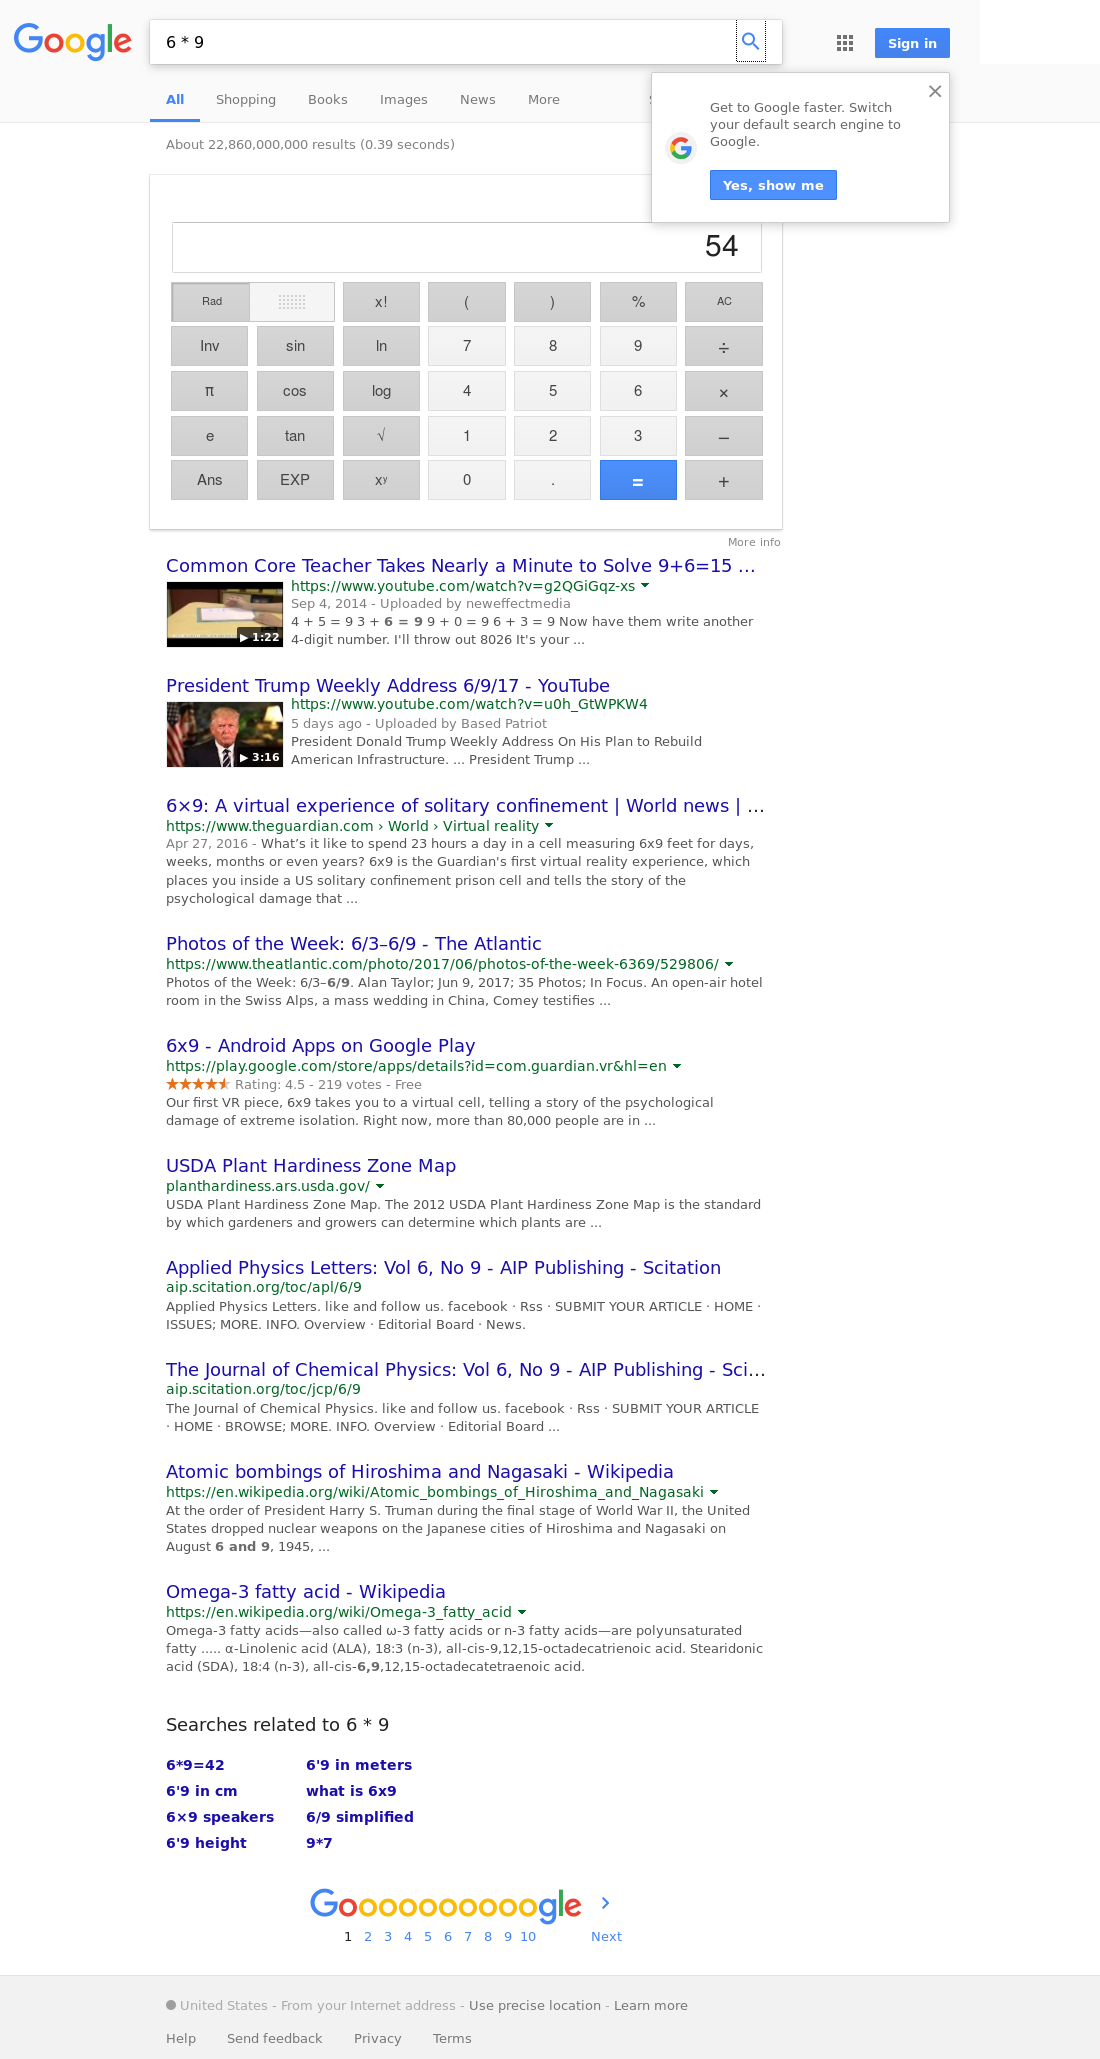 Google
6 * 9
Sign in
All Shopping Books Images News More
Get to Google faster. Switch
your default search engine to
Google.
Yes, show me
About 22,860,000,000 results (0.39 seconds)
54
Rad x! ( ) % AC
Inv sin ln 7 8 9 ÷
π cos log 4 5 6 ×
e tan √ 1 2 3 −
Ans EXP xʸ 0 . = +
More info
Common Core Teacher Takes Nearly a Minute to Solve 9+6=15 ...
https://www.youtube.com/watch?v=g2QGiGqz-xs
Sep 4, 2014 - Uploaded by neweffectmedia
4 + 5 = 9 3 + 6 = 9 9 + 0 = 9 6 + 3 = 9 Now have them write another
4-digit number. I'll throw out 8026 It's your ...
▶ 1:22
President Trump Weekly Address 6/9/17 - YouTube
https://www.youtube.com/watch?v=u0h_GtWPKW4
5 days ago - Uploaded by Based Patriot
President Donald Trump Weekly Address On His Plan to Rebuild
American Infrastructure. ... President Trump ...
▶ 3:16
6×9: A virtual experience of solitary confinement | World news | ...
https://www.theguardian.com › World › Virtual reality
Apr 27, 2016 - What's it like to spend 23 hours a day in a cell measuring 6x9 feet for days,
weeks, months or even years? 6x9 is the Guardian's first virtual reality experience, which
places you inside a US solitary confinement prison cell and tells the story of the
psychological damage that ...
Photos of the Week: 6/3–6/9 - The Atlantic
https://www.theatlantic.com/photo/2017/06/photos-of-the-week-6369/529806/
Photos of the Week: 6/3–6/9. Alan Taylor; Jun 9, 2017; 35 Photos; In Focus. An open-air hotel
room in the Swiss Alps, a mass wedding in China, Comey testifies ...
6x9 - Android Apps on Google Play
https://play.google.com/store/apps/details?id=com.guardian.vr&hl=en
Rating: 4.5 - 219 votes - Free
Our first VR piece, 6x9 takes you to a virtual cell, telling a story of the psychological
damage of extreme isolation. Right now, more than 80,000 people are in ...
USDA Plant Hardiness Zone Map
planthardiness.ars.usda.gov/
USDA Plant Hardiness Zone Map. The 2012 USDA Plant Hardiness Zone Map is the standard
by which gardeners and growers can determine which plants are ...
Applied Physics Letters: Vol 6, No 9 - AIP Publishing - Scitation
aip.scitation.org/toc/apl/6/9
Applied Physics Letters. like and follow us. facebook · Rss · SUBMIT YOUR ARTICLE · HOME ·
ISSUES; MORE. INFO. Overview · Editorial Board · News.
The Journal of Chemical Physics: Vol 6, No 9 - AIP Publishing - Sci...
aip.scitation.org/toc/jcp/6/9
The Journal of Chemical Physics. like and follow us. facebook · Rss · SUBMIT YOUR ARTICLE
· HOME · BROWSE; MORE. INFO. Overview · Editorial Board ...
Atomic bombings of Hiroshima and Nagasaki - Wikipedia
https://en.wikipedia.org/wiki/Atomic_bombings_of_Hiroshima_and_Nagasaki
At the order of President Harry S. Truman during the final stage of World War II, the United
States dropped nuclear weapons on the Japanese cities of Hiroshima and Nagasaki on
August 6 and 9, 1945, ...
Omega-3 fatty acid - Wikipedia
https://en.wikipedia.org/wiki/Omega-3_fatty_acid
Omega-3 fatty acids—also called ω-3 fatty acids or n-3 fatty acids—are polyunsaturated
fatty ..... α-Linolenic acid (ALA), 18:3 (n-3), all-cis-9,12,15-octadecatrienoic acid. Stearidonic
acid (SDA), 18:4 (n-3), all-cis-6,9,12,15-octadecatetraenoic acid.
Searches related to 6 * 9
6*9=42 6'9 in meters
6'9 in cm what is 6x9
6×9 speakers 6/9 simplified
6'9 height 9*7
Goooooooooogle
1 2 3 4 5 6 7 8 9 10 Next
United States - From your Internet address - Use precise location - Learn more
Help Send feedback Privacy Terms